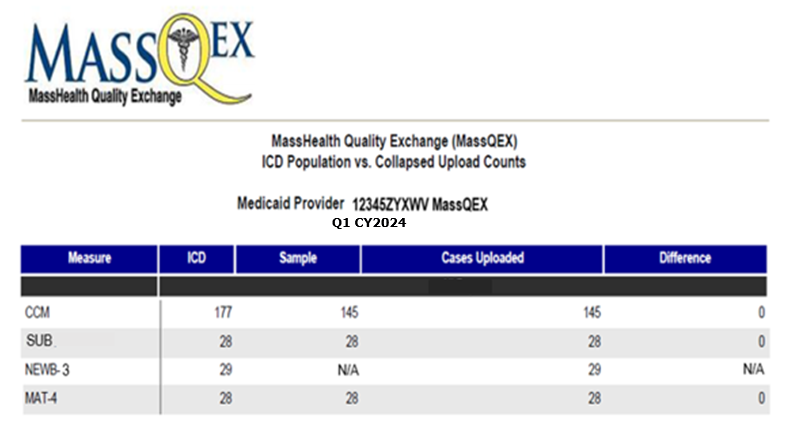 MASSQEX
MassHealth Quality Exchange
MassHealth Quality Exchange (MassQEX)
ICD Population vs. Collapsed Upload Counts
Medicaid Provider 12345ZYXWV MassQEX
Q1 CY2024
Measure ICD Sample Cases Uploaded Difference
CCM 177 145 145 0
SUB 28 28 28 0
NEWB-3 29 N/A 29 N/A
MAT-4 28 28 28 0